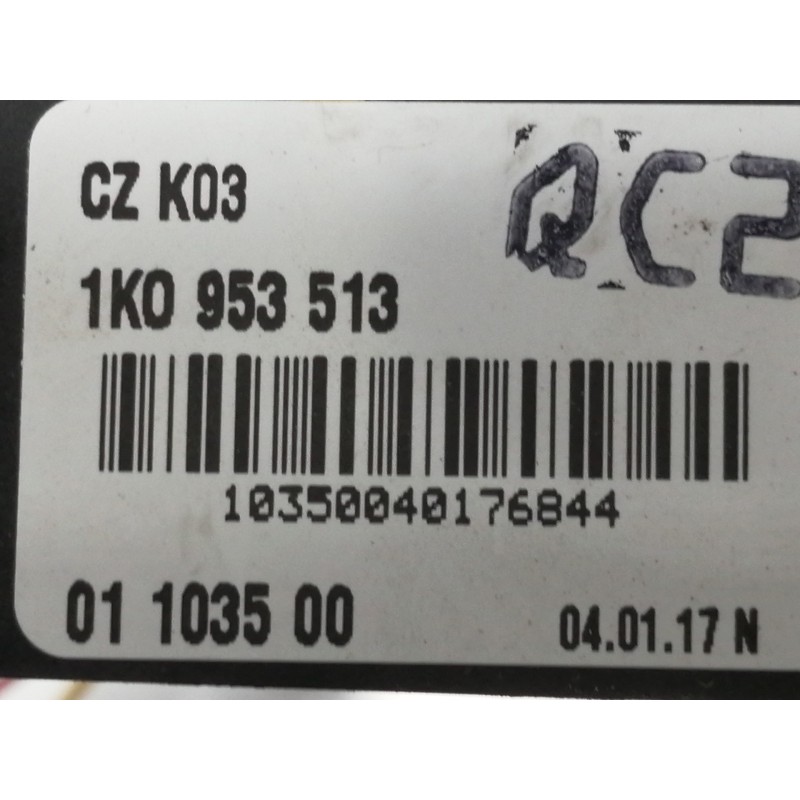 CZ K03
QC2
1K0 953 513
10350040176844
01 1035 00
04.01.17 N